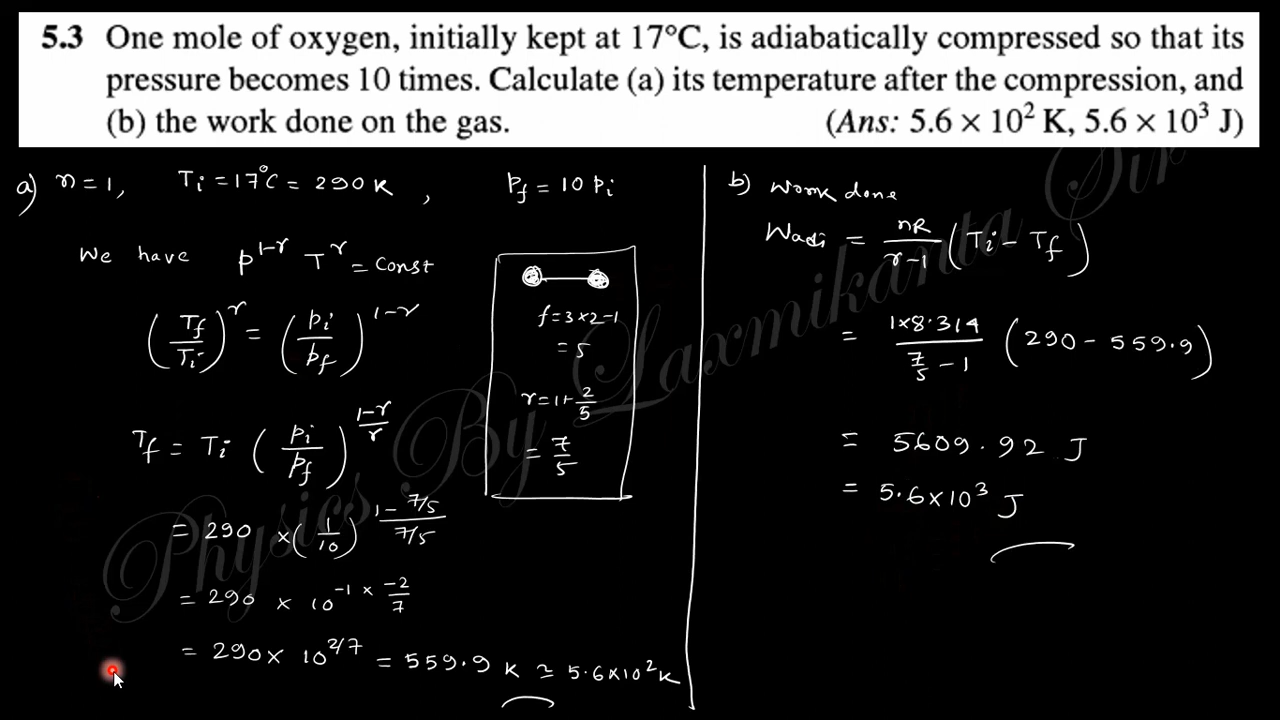 5.3 One mole of oxygen, initially kept at 17°C, is adiabatically compressed so that its
pressure becomes 10 times. Calculate (a) its temperature after the compression, and
(b) the work done on the gas. (Ans: 5.6 × 10² K, 5.6 × 10³ J)
a) n = 1, Ti = 17°C = 290 K, Pf = 10 Pi
We have P^(1-r) T^r = Const
(Tf/Ti)^r = (Pi/Pf)^(1-r)
Tf = Ti (Pi/Pf)^((1-r)/r)
= 290 × (1/10)^((1-7/5)/(7/5))
= 290 × 10^(-1 × -2/7)
= 290 × 10^(2/7) = 559.9 K ≃ 5.6×10² K
f = 3×2-1
= 5
r = 1+ 2/5
= 7/5
b) Work done
Wadi = nR/(r-1) (Ti - Tf)
= 1×8.314/(7/5 - 1) (290 - 559.9)
= 5609.92 J
= 5.6×10³ J
Physics By Laxmikanta